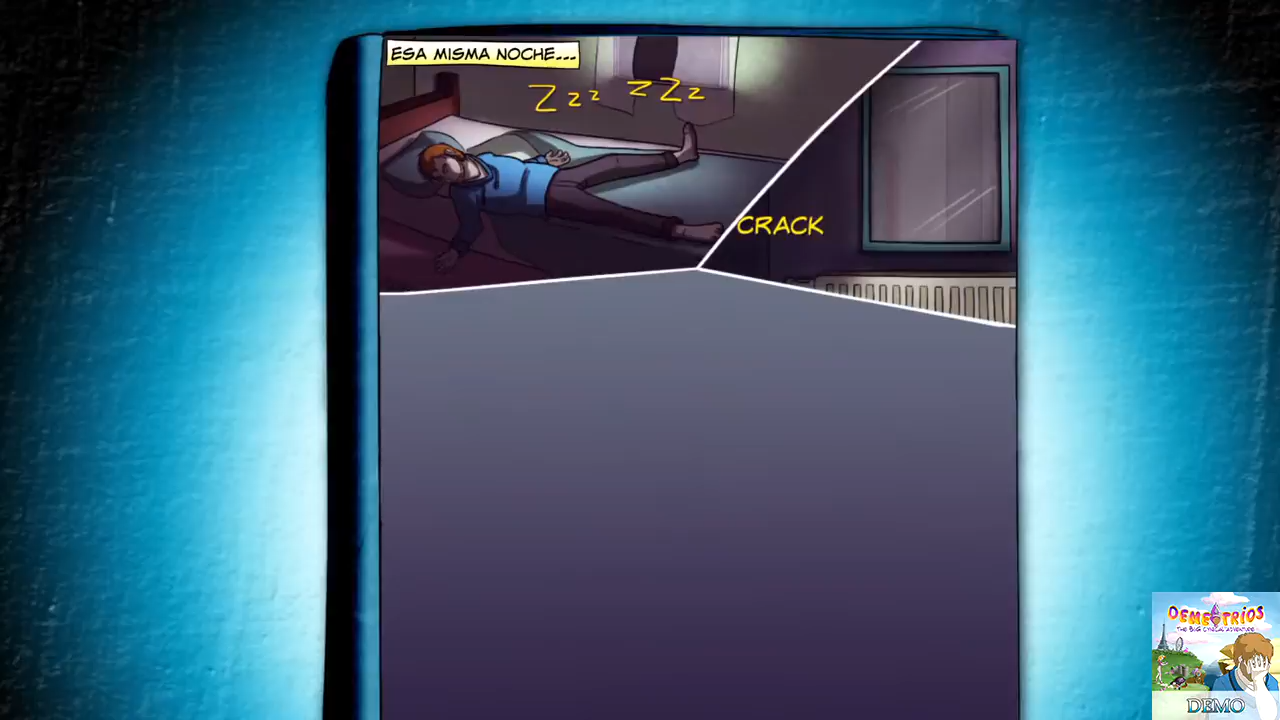 ESA MISMA NOCHE...
Z z z z Z z
CRACK
DEMETRIOS
THE BIG CYNICAL ADVENTURE
DEMO